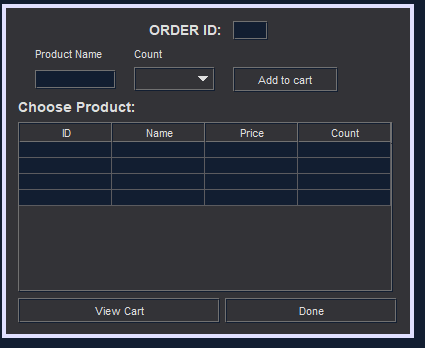 ORDER ID:
Product Name Count
Add to cart
Choose Product:
ID Name Price Count
View Cart Done